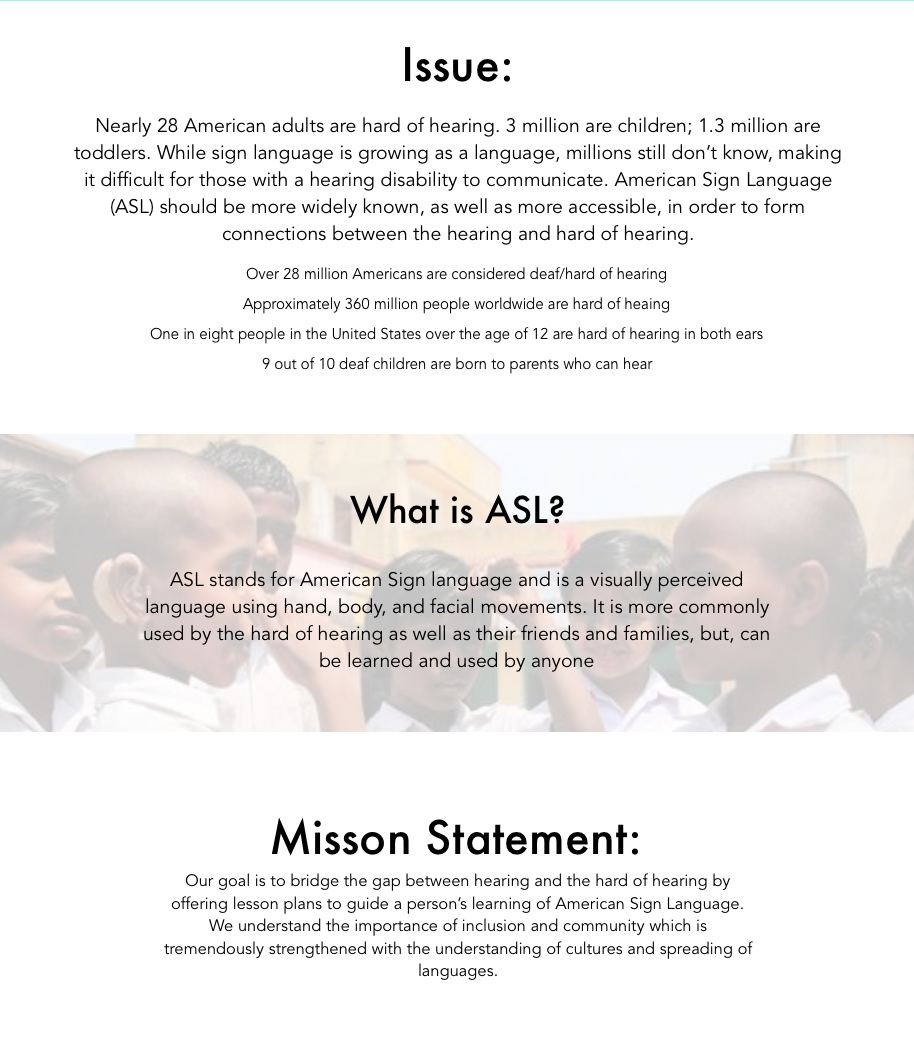 Issue:
Nearly 28 American adults are hard of hearing. 3 million are children; 1.3 million are
toddlers. While sign language is growing as a language, millions still don’t know, making
it difficult for those with a hearing disability to communicate. American Sign Language
(ASL) should be more widely known, as well as more accessible, in order to form
connections between the hearing and hard of hearing.
Over 28 million Americans are considered deaf/hard of hearing
Approximately 360 million people worldwide are hard of heaing
One in eight people in the United States over the age of 12 are hard of hearing in both ears
9 out of 10 deaf children are born to parents who can hear
What is ASL?
ASL stands for American Sign language and is a visually perceived
language using hand, body, and facial movements. It is more commonly
used by the hard of hearing as well as their friends and families, but, can
be learned and used by anyone
Misson Statement:
Our goal is to bridge the gap between hearing and the hard of hearing by
offering lesson plans to guide a person’s learning of American Sign Language.
We understand the importance of inclusion and community which is
tremendously strengthened with the understanding of cultures and spreading of
languages.